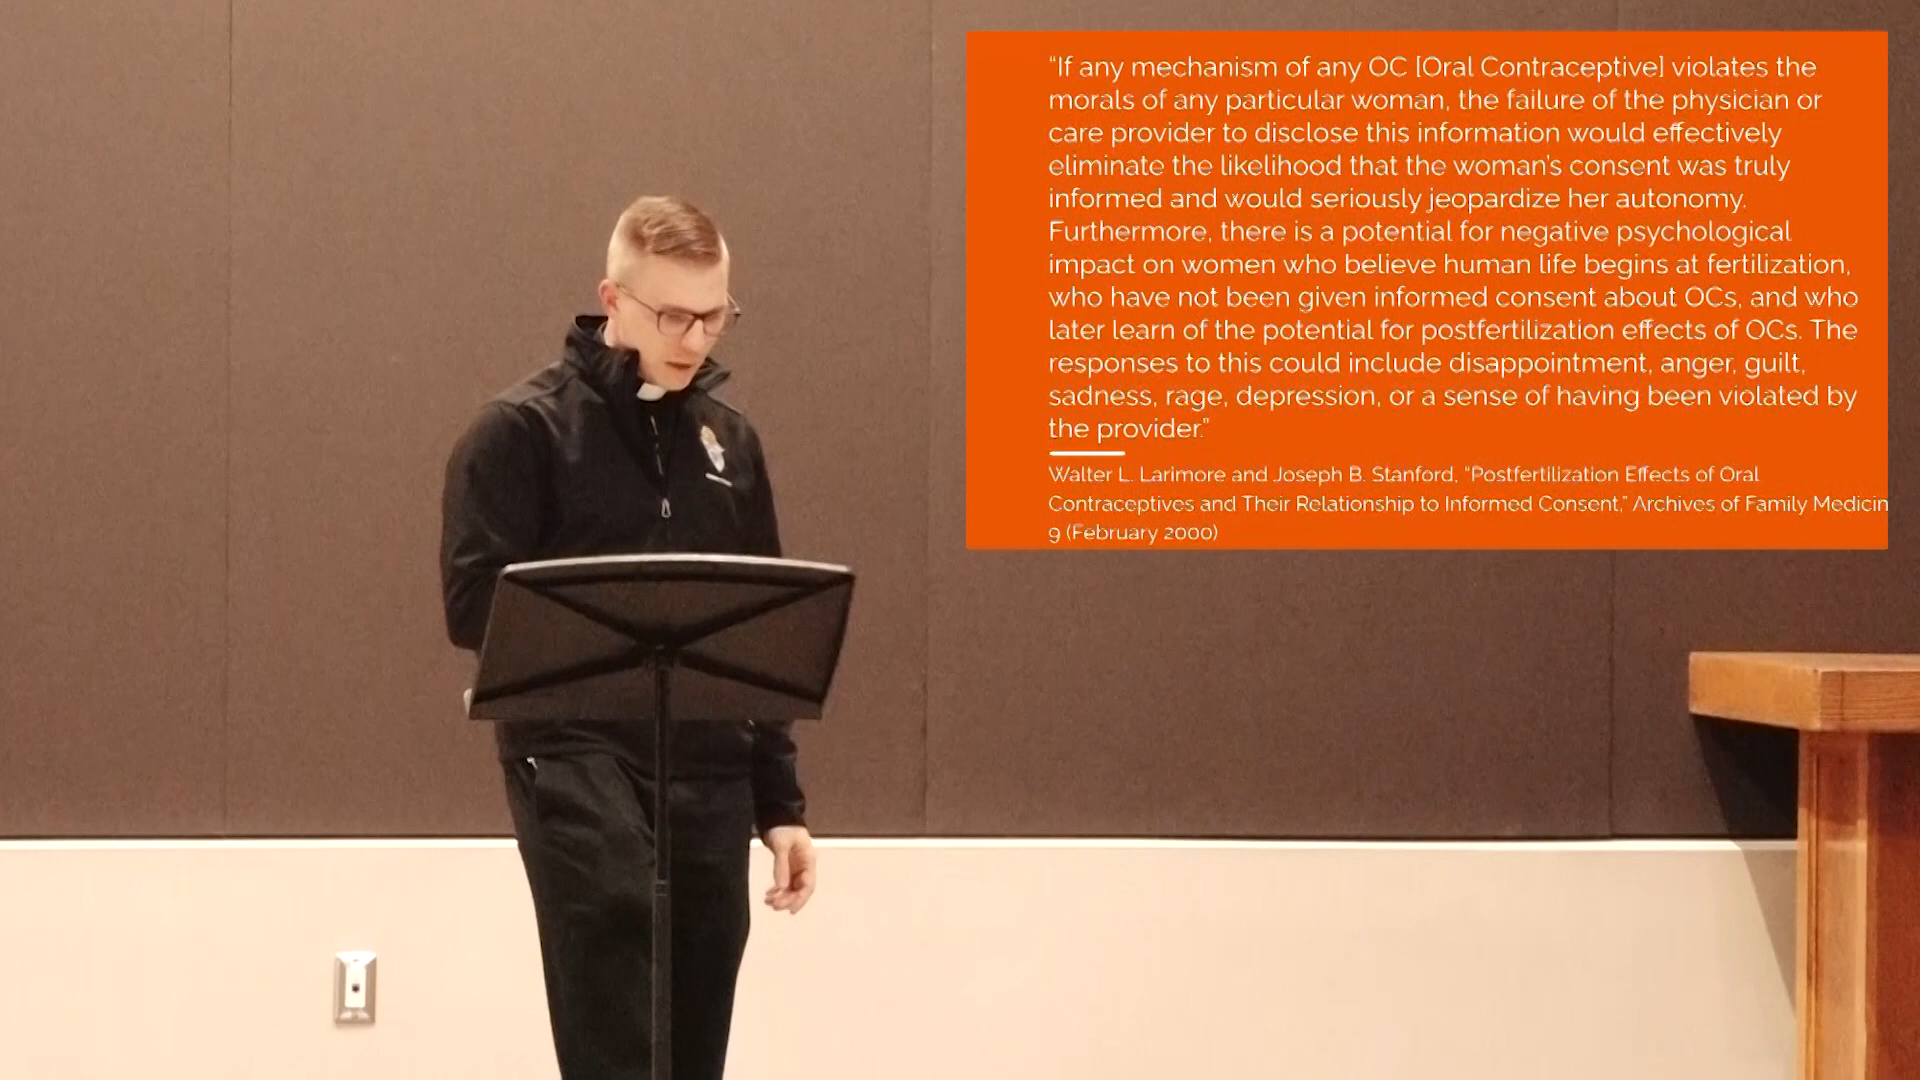 “If any mechanism of any OC [Oral Contraceptive] violates the
morals of any particular woman, the failure of the physician or
care provider to disclose this information would effectively
eliminate the likelihood that the woman's consent was truly
informed and would seriously jeopardize her autonomy.
Furthermore, there is a potential for negative psychological
impact on women who believe human life begins at fertilization,
who have not been given informed consent about OCs, and who
later learn of the potential for postfertilization effects of OCs. The
responses to this could include disappointment, anger, guilt,
sadness, rage, depression, or a sense of having been violated by
the provider.”
Walter L. Larimore and Joseph B. Stanford, “Postfertilization Effects of Oral
Contraceptives and Their Relationship to Informed Consent,” Archives of Family Medicin
9 (February 2000)